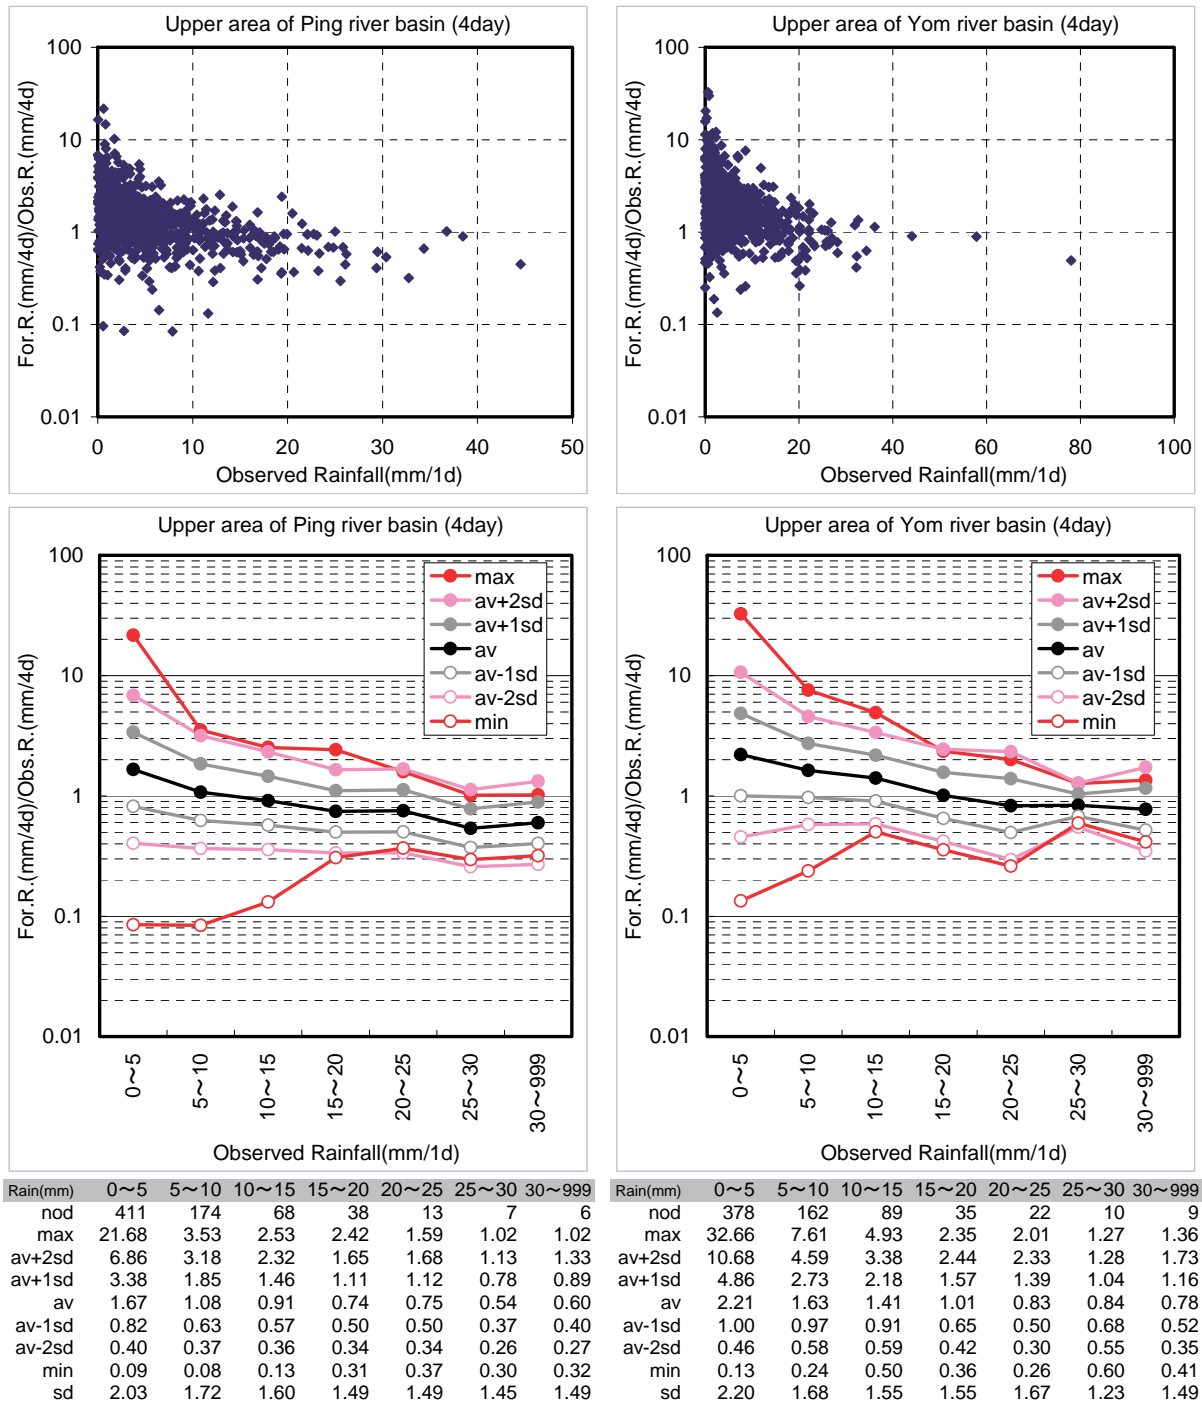 Upper area of Ping river basin (4day)
For.R.(mm/4d)/Obs.R.(mm/4d)
100
10
1
0.1
0.01
0 10 20 30 40 50
Observed Rainfall(mm/1d)
Upper area of Yom river basin (4day)
For.R.(mm/4d)/Obs.R.(mm/4d)
100
10
1
0.1
0.01
0 20 40 60 80 100
Observed Rainfall(mm/1d)
Upper area of Ping river basin (4day)
For.R.(mm/4d)/Obs.R.(mm/4d)
100
10
1
0.1
0.01
max
av+2sd
av+1sd
av
av-1sd
av-2sd
min
0～5 5～10 10～15 15～20 20～25 25～30 30～999
Observed Rainfall(mm/1d)
Upper area of Yom river basin (4day)
For.R.(mm/4d)/Obs.R.(mm/4d)
100
10
1
0.1
0.01
max
av+2sd
av+1sd
av
av-1sd
av-2sd
min
0～5 5～10 10～15 15～20 20～25 25～30 30～999
Observed Rainfall(mm/1d)
Rain(mm) 0～5 5～10 10～15 15～20 20～25 25～30 30～999
nod 411 174 68 38 13 7 6
max 21.68 3.53 2.53 2.42 1.59 1.02 1.02
av+2sd 6.86 3.18 2.32 1.65 1.68 1.13 1.33
av+1sd 3.38 1.85 1.46 1.11 1.12 0.78 0.89
av 1.67 1.08 0.91 0.74 0.75 0.54 0.60
av-1sd 0.82 0.63 0.57 0.50 0.50 0.37 0.40
av-2sd 0.40 0.37 0.36 0.34 0.34 0.26 0.27
min 0.09 0.08 0.13 0.31 0.37 0.30 0.32
sd 2.03 1.72 1.60 1.49 1.49 1.45 1.49
Rain(mm) 0～5 5～10 10～15 15～20 20～25 25～30 30～999
nod 378 162 89 35 22 10 9
max 32.66 7.61 4.93 2.35 2.01 1.27 1.36
av+2sd 10.68 4.59 3.38 2.44 2.33 1.28 1.73
av+1sd 4.86 2.73 2.18 1.57 1.39 1.04 1.16
av 2.21 1.63 1.41 1.01 0.83 0.84 0.78
av-1sd 1.00 0.97 0.91 0.65 0.50 0.68 0.52
av-2sd 0.46 0.58 0.59 0.42 0.30 0.55 0.35
min 0.13 0.24 0.50 0.36 0.26 0.60 0.41
sd 2.20 1.68 1.55 1.55 1.67 1.23 1.49